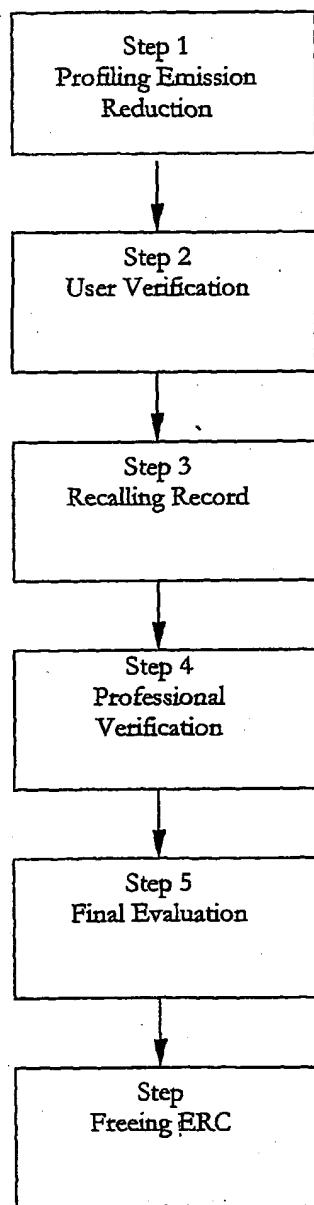 Step 1
Profiling Emission
Reduction
Step 2
User Verification
Step 3
Recalling Record
Step 4
Professional
Verification
Step 5
Final Evaluation
Step
Freeing ERC